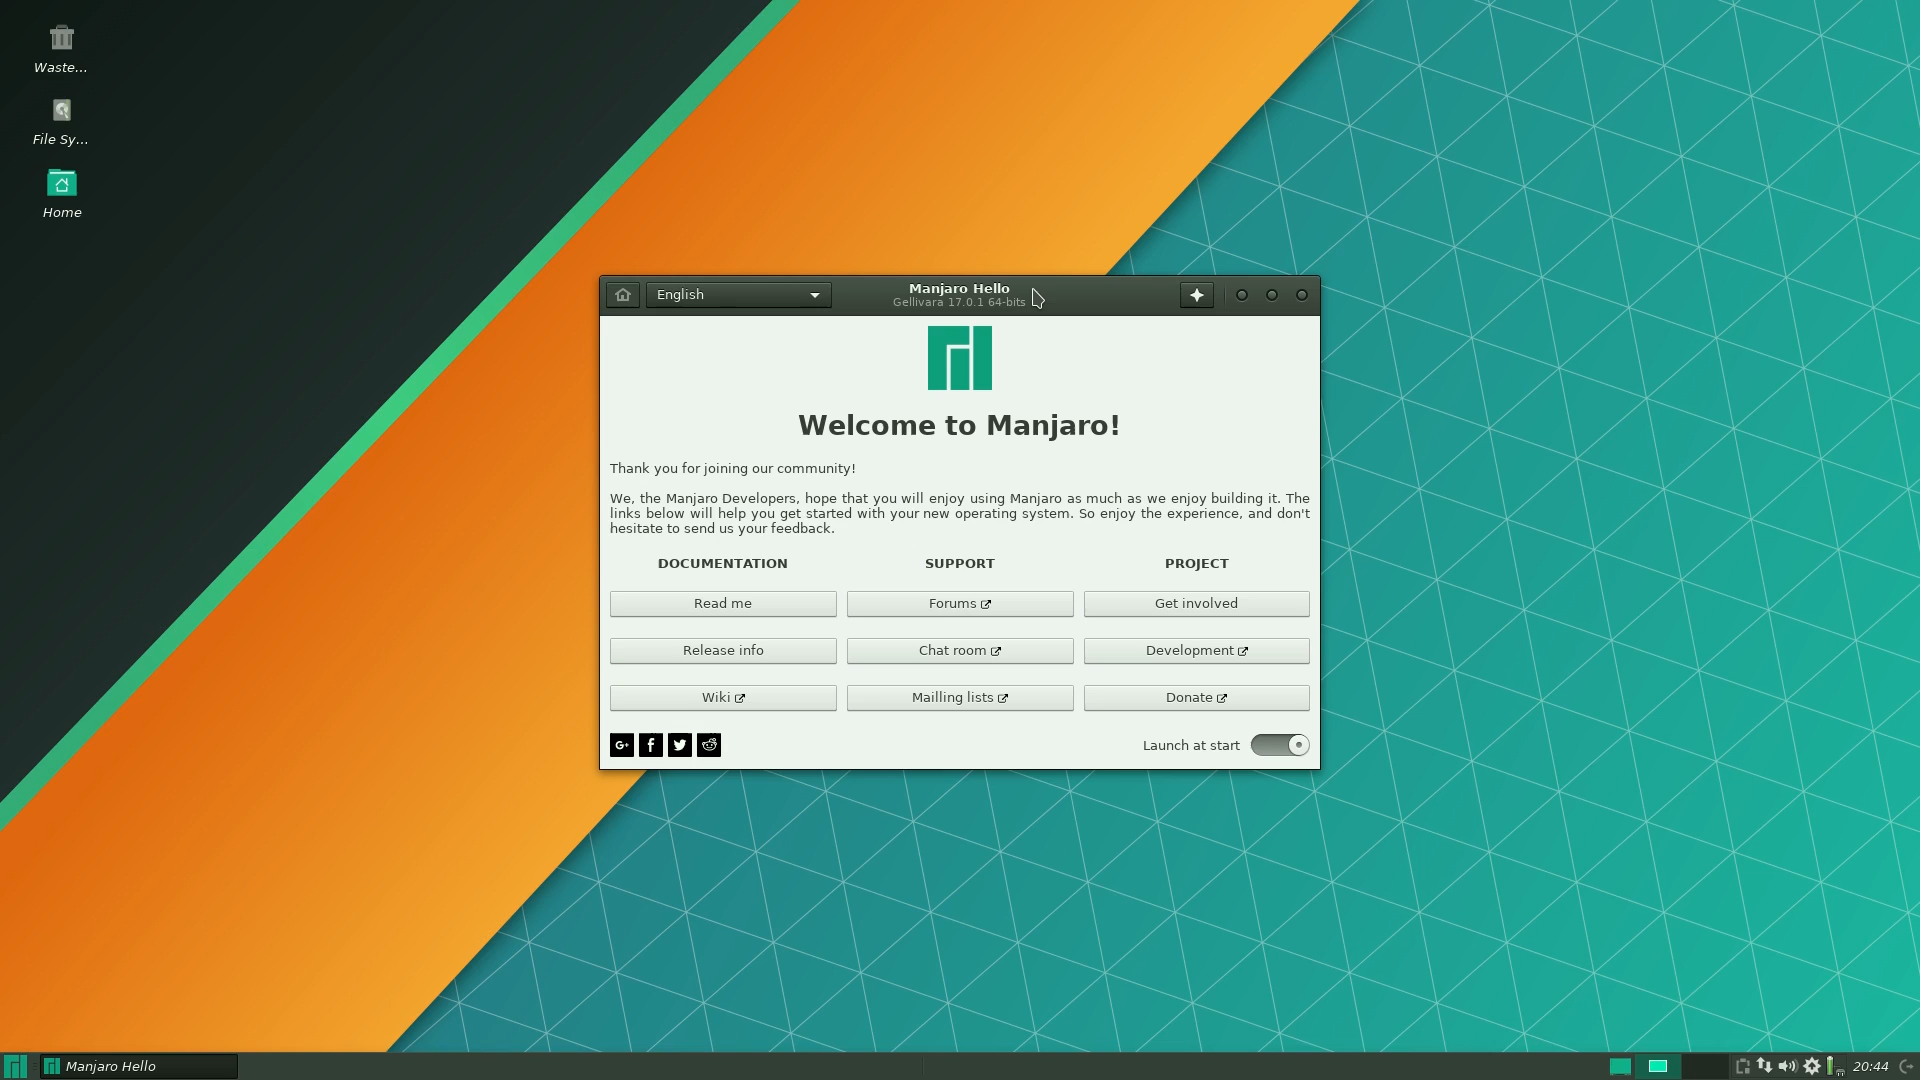 Waste...
File Sy...
Home
English
Manjaro Hello
Gellivara 17.0.1 64-bits
Welcome to Manjaro!
Thank you for joining our community!
We, the Manjaro Developers, hope that you will enjoy using Manjaro as much as we enjoy building it. The
links below will help you get started with your new operating system. So enjoy the experience, and don't
hesitate to send us your feedback.
DOCUMENTATION SUPPORT PROJECT
Read me Forums Get involved
Release info Chat room Development
Wiki Mailling lists Donate
G+ f Launch at start
Manjaro Hello 20:44